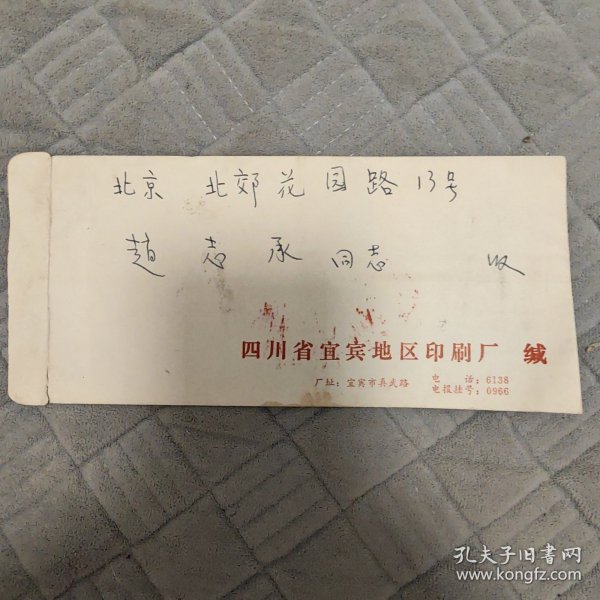 北京 北郊花园路13号
赵志承 同志 收
四川省宜宾地区印刷厂 缄
厂址：宜宾市真武路 电话：6138
电报挂号：0966
孔夫子旧书网
www.kongfz.com